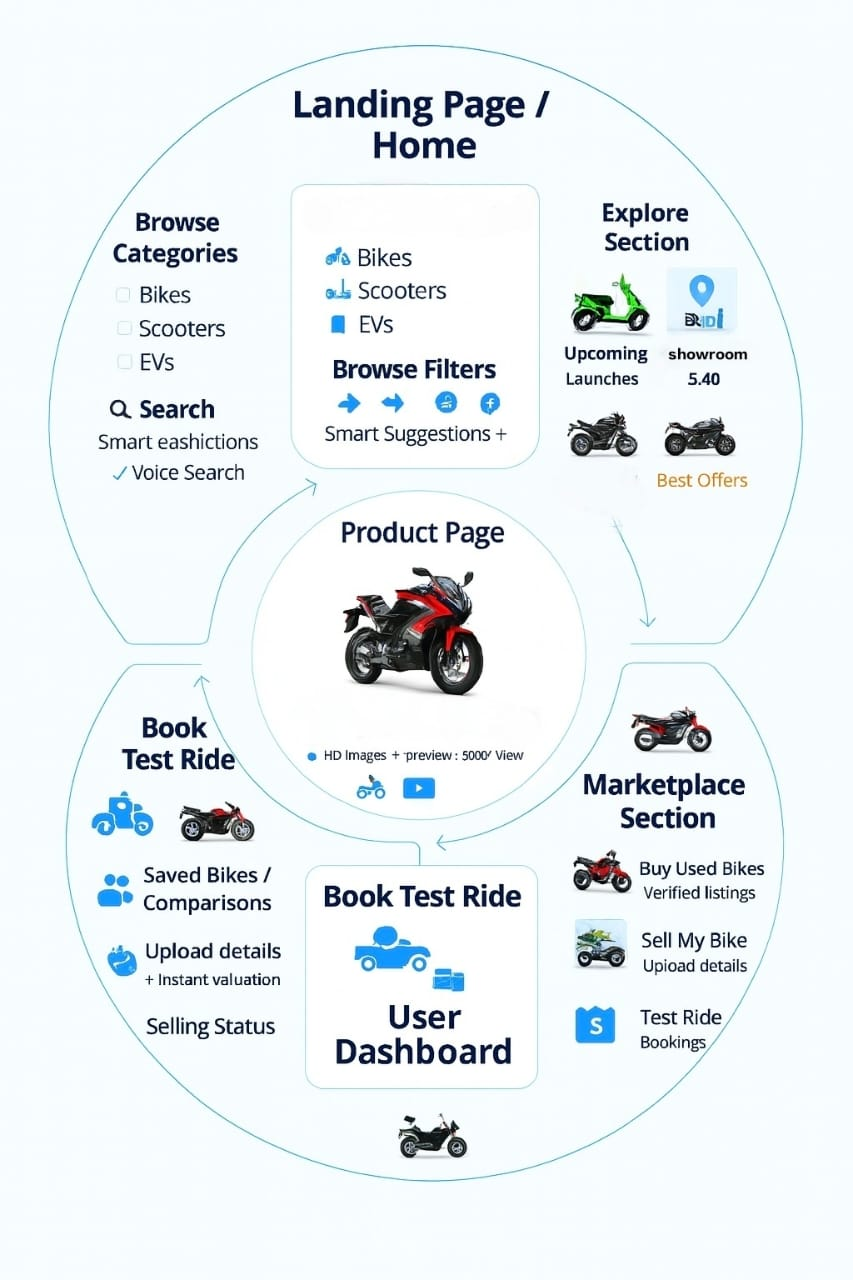 Landing Page /
Home
Browse
Categories
Bikes
Scooters
EVs
Search
Smart eashictions
Voice Search
Bikes
Scooters
EVs
Browse Filters
Smart Suggestions +
Explore
Section
Upcoming
Launches
showroom
5.40
Best Offers
Product Page
HD Images + preview : 5000/ View
Book
Test Ride
Saved Bikes /
Comparisons
Upload details
+ Instant valuation
Selling Status
Book Test Ride
User
Dashboard
Marketplace
Section
Buy Used Bikes
Verified listings
Sell My Bike
Upioad details
S
Test Ride
Bookings